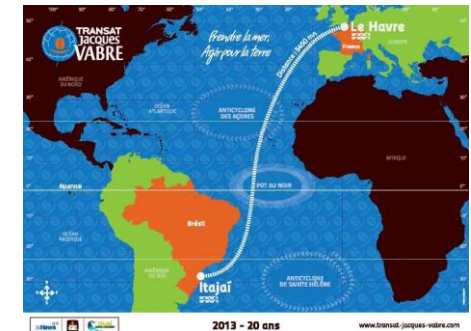 TRANSAT
Jacques
VABRE
Prendre la mer,
Agir pour la terre
Le Havre
France
EUROPE
Distance : 5450 mn
AMÉRIQUE
DU NORD
OCÉAN
ATLANTIQUE
ANTICYCLONE
DES AÇORES
AFRIQUE
Équateur
POT AU NOIR
Brésil
OCÉAN
PACIFIQUE
AMÉRIQUE
DU SUD
Itajaí
ANTICYCLONE
DE SAINTE HÉLÈNE
2013 - 20 ans
www.transat-jacques-vabre.com